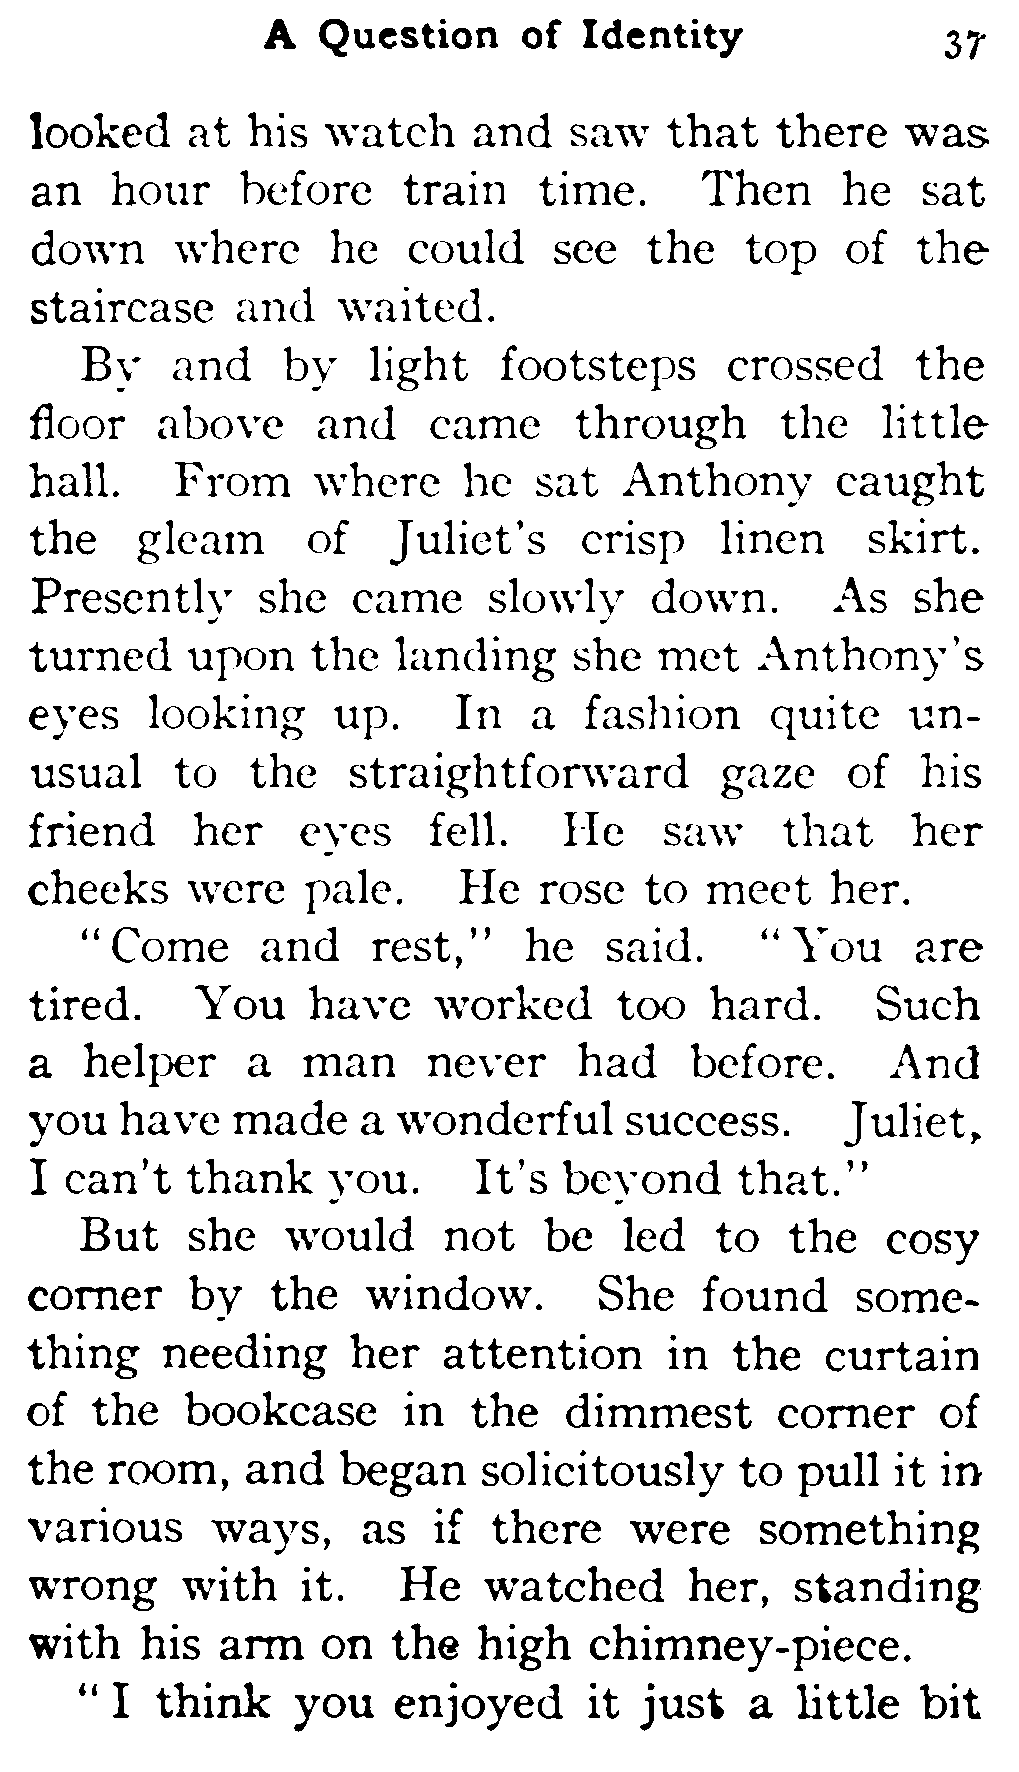 A Question of Identity 37
looked at his watch and saw that there was
an hour before train time. Then he sat
down where he could see the top of the
staircase and waited.
By and by light footsteps crossed the
floor above and came through the little
hall. From where he sat Anthony caught
the gleam of Juliet's crisp linen skirt.
Presently she came slowly down. As she
turned upon the landing she met Anthony's
eyes looking up. In a fashion quite un-
usual to the straightforward gaze of his
friend her eyes fell. He saw that her
cheeks were pale. He rose to meet her.
"Come and rest," he said. "You are
tired. You have worked too hard. Such
a helper a man never had before. And
you have made a wonderful success. Juliet,
I can't thank you. It's beyond that."
But she would not be led to the cosy
corner by the window. She found some-
thing needing her attention in the curtain
of the bookcase in the dimmest corner of
the room, and began solicitously to pull it in
various ways, as if there were something
wrong with it. He watched her, standing
with his arm on the high chimney-piece.
"I think you enjoyed it just a little bit